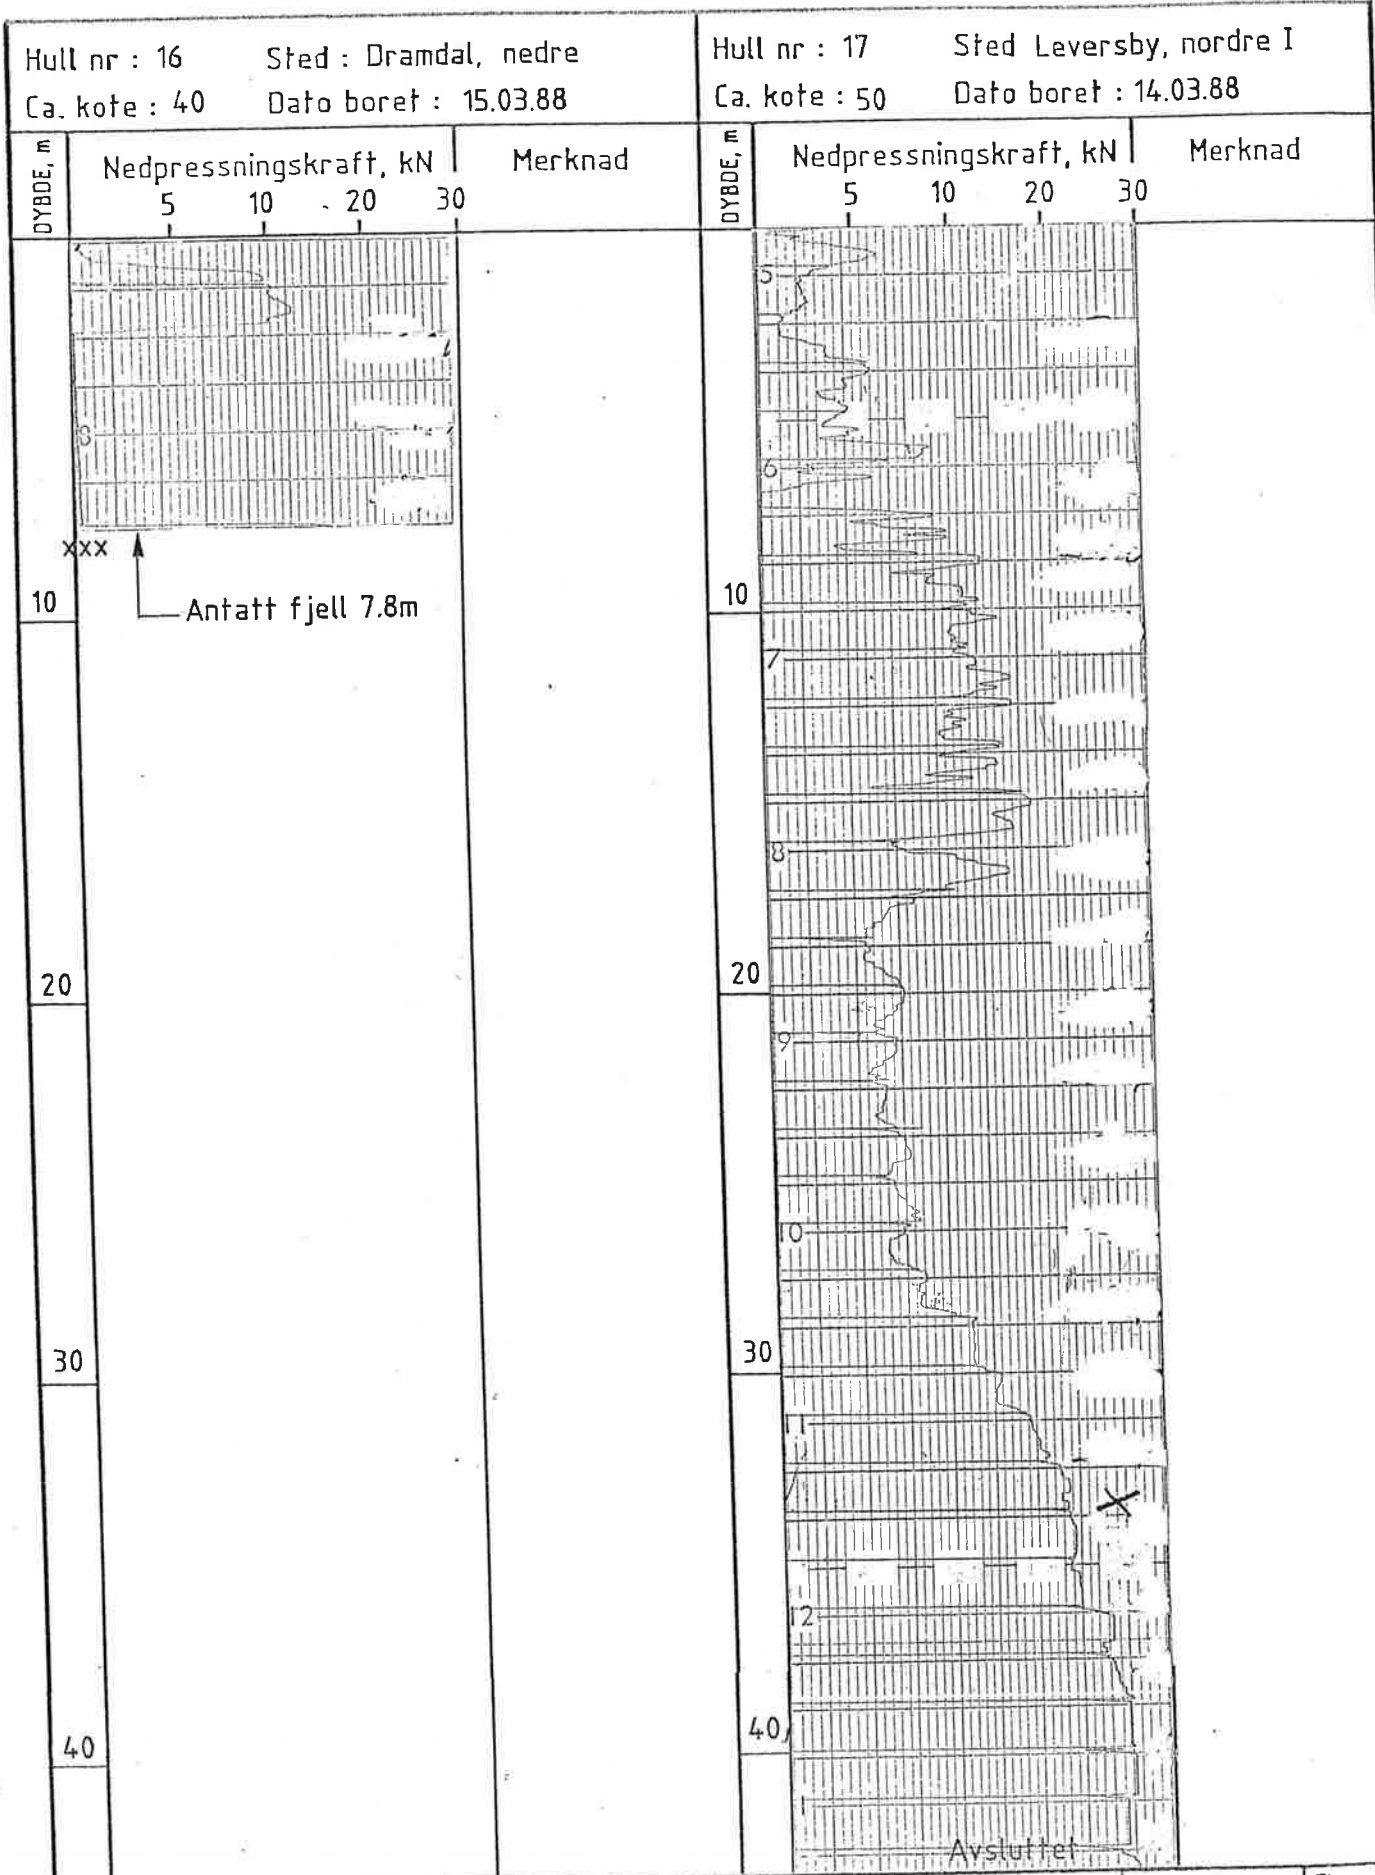 Hull nr : 16 Sted : Dramdal, nedre
Ca. kote : 40 Dato boret : 15.03.88
DYBDE, m
Nedpressningskraft, kN
Merknad
5 10 20 30
8
xxx
10
Antatt fjell 7.8m
20
30
40
Hull nr : 17 Sted Leversby, nordre I
Ca. kote : 50 Dato boret : 14.03.88
DYBDE, m
Nedpressningskraft, kN
Merknad
5 10 20 30
5
6
10
7
8
20
9
10
30
11
12
40
Avsluttet